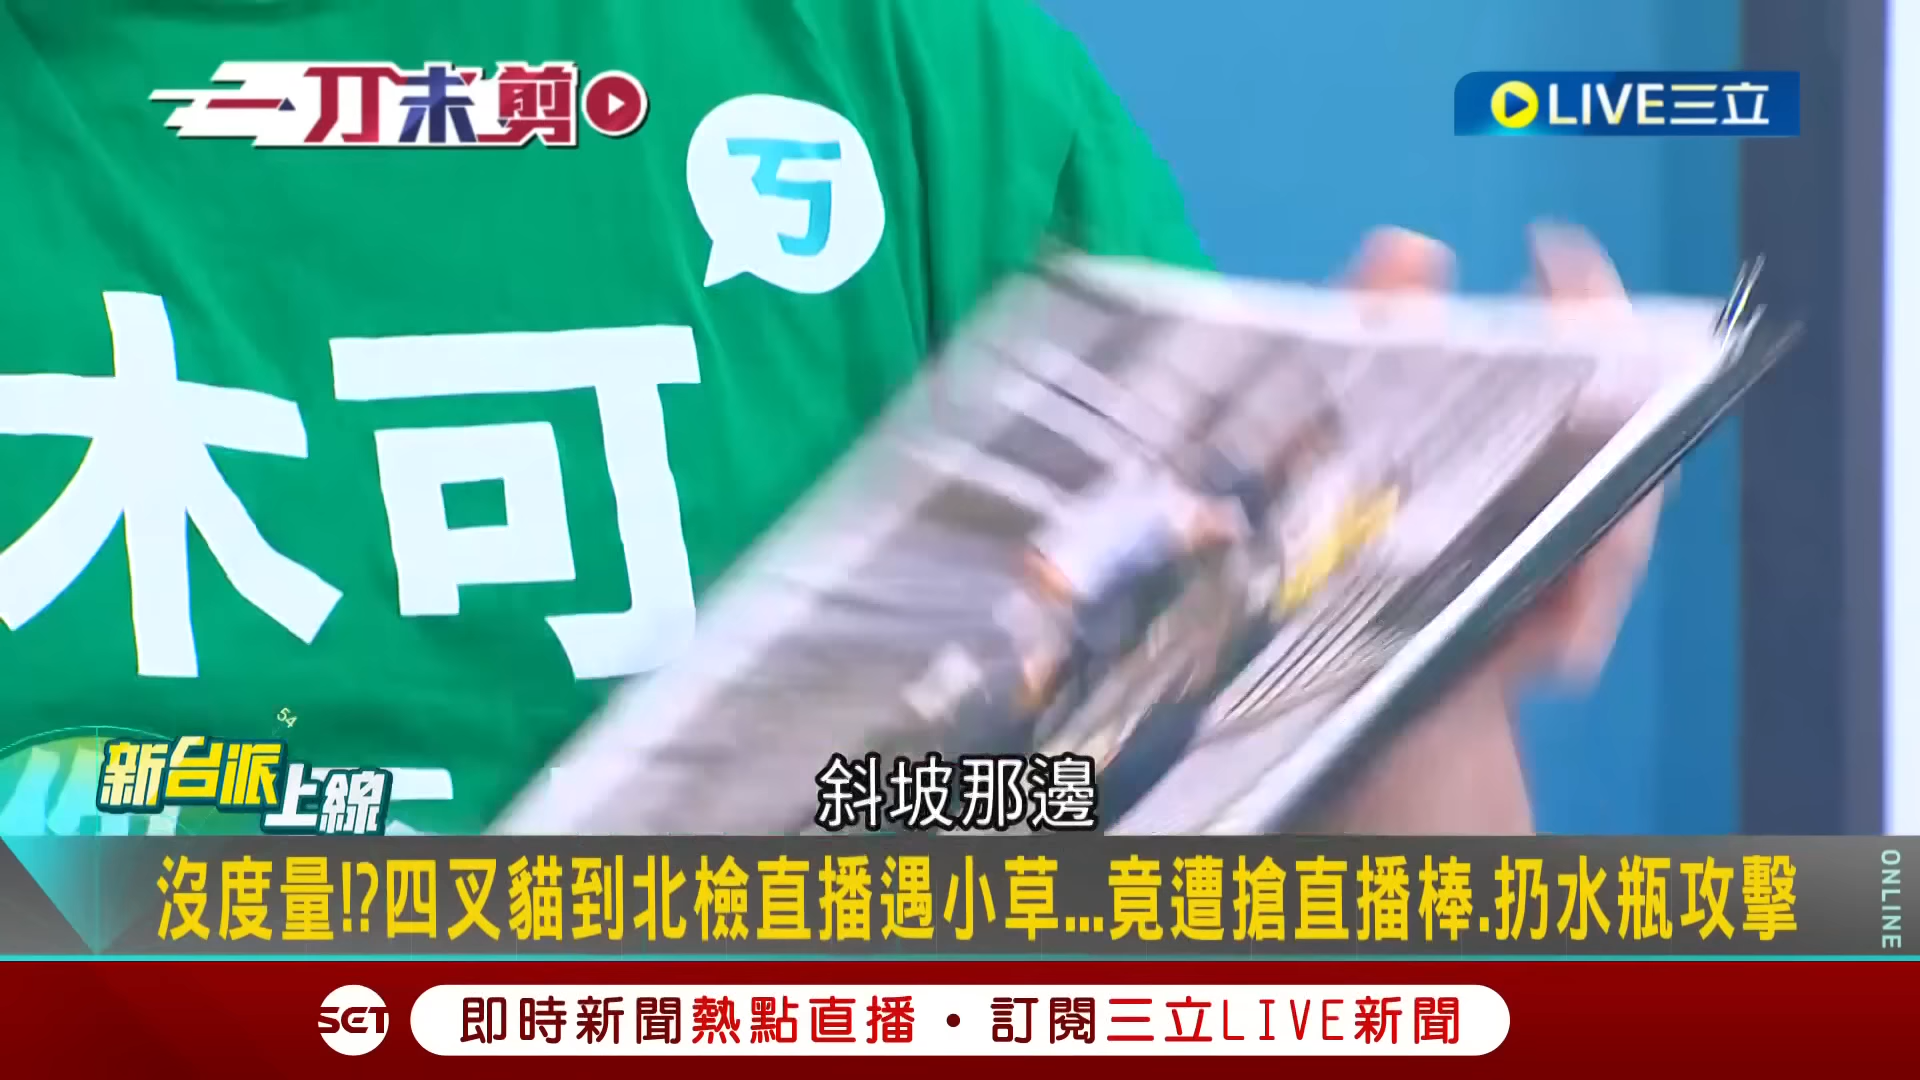 一刀未剪
LIVE三立
ㄎ
木可
54
新台派
上線
斜坡那邊
沒度量!?四叉貓到北檢直播遇小草...竟遭搶直播棒.扔水瓶攻擊
ONLINE
SET
即時新聞熱點直播・訂閱三立LIVE新聞